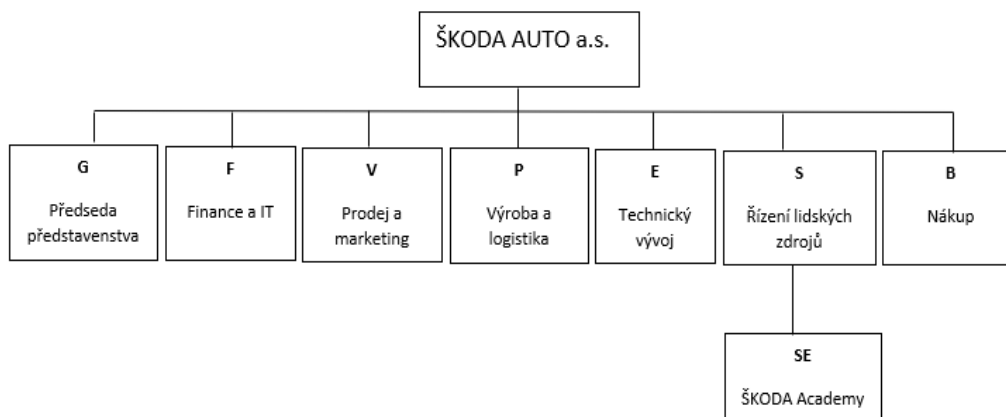 ŠKODA AUTO a.s.
G
Předseda
představenstva
F
Finance a IT
V
Prodej a
marketing
P
Výroba a
logistika
E
Technický
vývoj
S
Řízení lidských
zdrojů
B
Nákup
SE
ŠKODA Academy